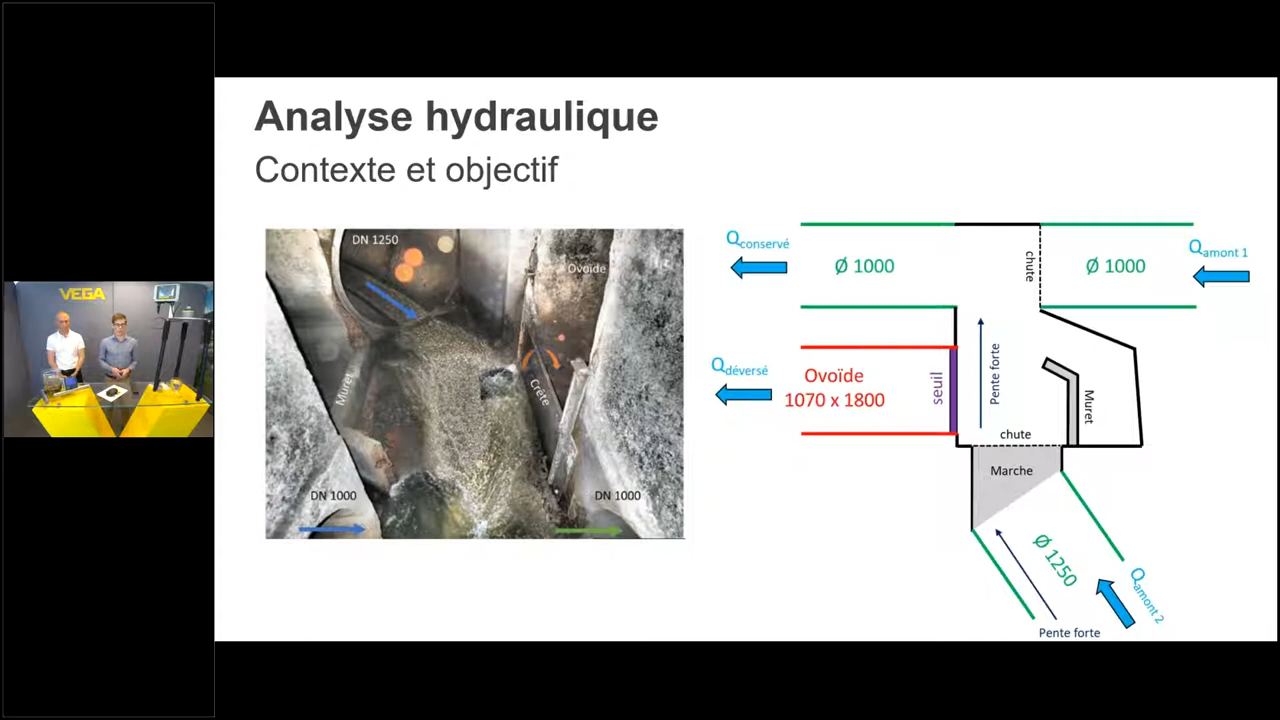 VEGA
Analyse hydraulique
Contexte et objectif
DN 1250
Ovoïde
Muret
Crête
DN 1000
DN 1000
Qconservé
Ø 1000
chute
Ø 1000
Qamont 1
Qdéversé
Ovoïde
1070 x 1800
seuil
Pente forte
Muret
chute
Marche
Ø 1250
Qamont 2
Pente forte